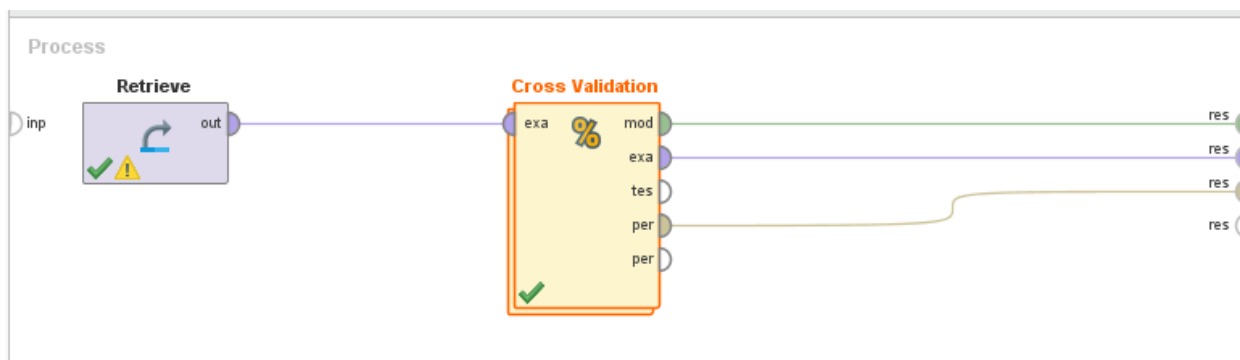 Process
Retrieve
Cross Validation
inp
out
exa
%
mod
res
exa
res
tes
res
per
res
per